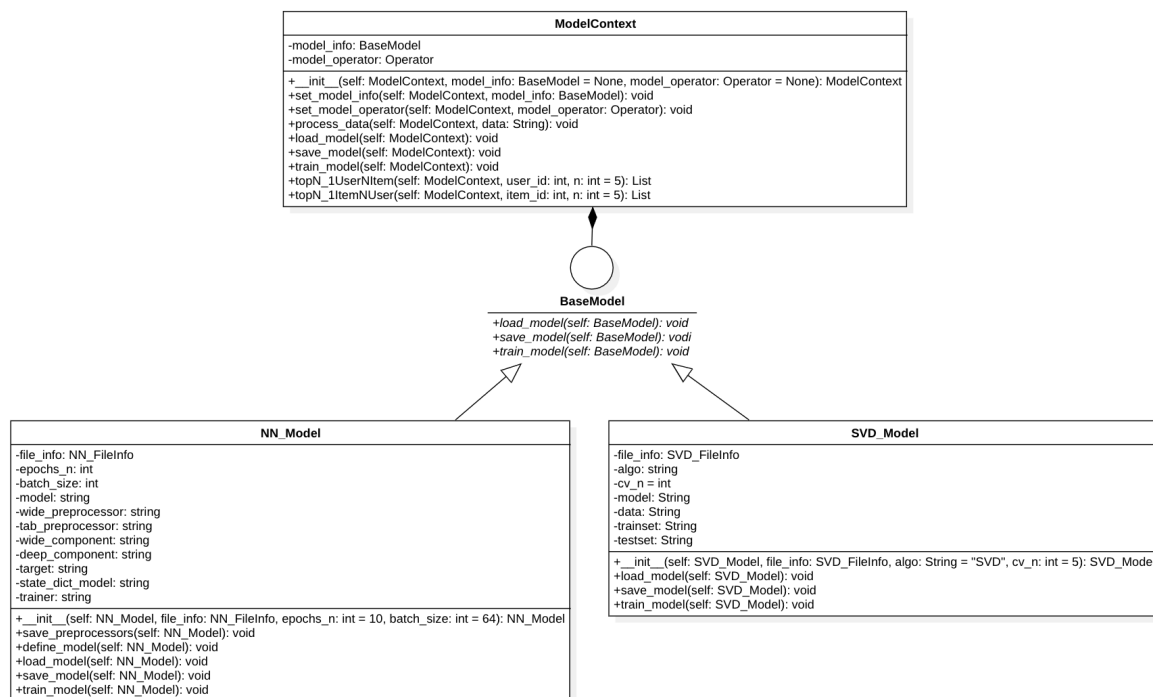 ModelContext
-model_info: BaseModel
-model_operator: Operator
+__init__(self: ModelContext, model_info: BaseModel = None, model_operator: Operator = None): ModelContext
+set_model_info(self: ModelContext, model_info: BaseModel): void
+set_model_operator(self: ModelContext, model_operator: Operator): void
+process_data(self: ModelContext, data: String): void
+load_model(self: ModelContext): void
+save_model(self: ModelContext): void
+train_model(self: ModelContext): void
+topN_1UserNItem(self: ModelContext, user_id: int, n: int = 5): List
+topN_1ItemNUser(self: ModelContext, item_id: int, n: int = 5): List
BaseModel
+load_model(self: BaseModel): void
+save_model(self: BaseModel): vodi
+train_model(self: BaseModel): void
NN_Model
-file_info: NN_FileInfo
-epochs_n: int
-batch_size: int
-model: string
-wide_preprocessor: string
-tab_preprocessor: string
-wide_component: string
-deep_component: string
-target: string
-state_dict_model: string
-trainer: string
+__init__(self: NN_Model, file_info: NN_FileInfo, epochs_n: int = 10, batch_size: int = 64): NN_Model
+save_preprocessors(self: NN_Model): void
+define_model(self: NN_Model): void
+load_model(self: NN_Model): void
+save_model(self: NN_Model): void
+train_model(self: NN_Model): void
SVD_Model
-file_info: SVD_FileInfo
-algo: string
-cv_n = int
-model: String
-data: String
-trainset: String
-testset: String
+__init__(self: SVD_Model, file_info: SVD_FileInfo, algo: String = "SVD", cv_n: int = 5): SVD_Mode
+load_model(self: SVD_Model): void
+save_model(self: SVD_Model): void
+train_model(self: SVD_Model): void